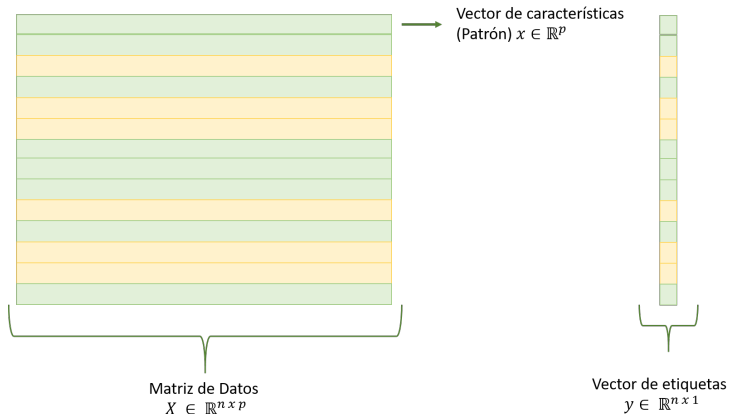 Vector de características
(Patrón) x ∈ ℝ^p
Matriz de Datos
X ∈ ℝ^{n x p}
Vector de etiquetas
y ∈ ℝ^{n x 1}